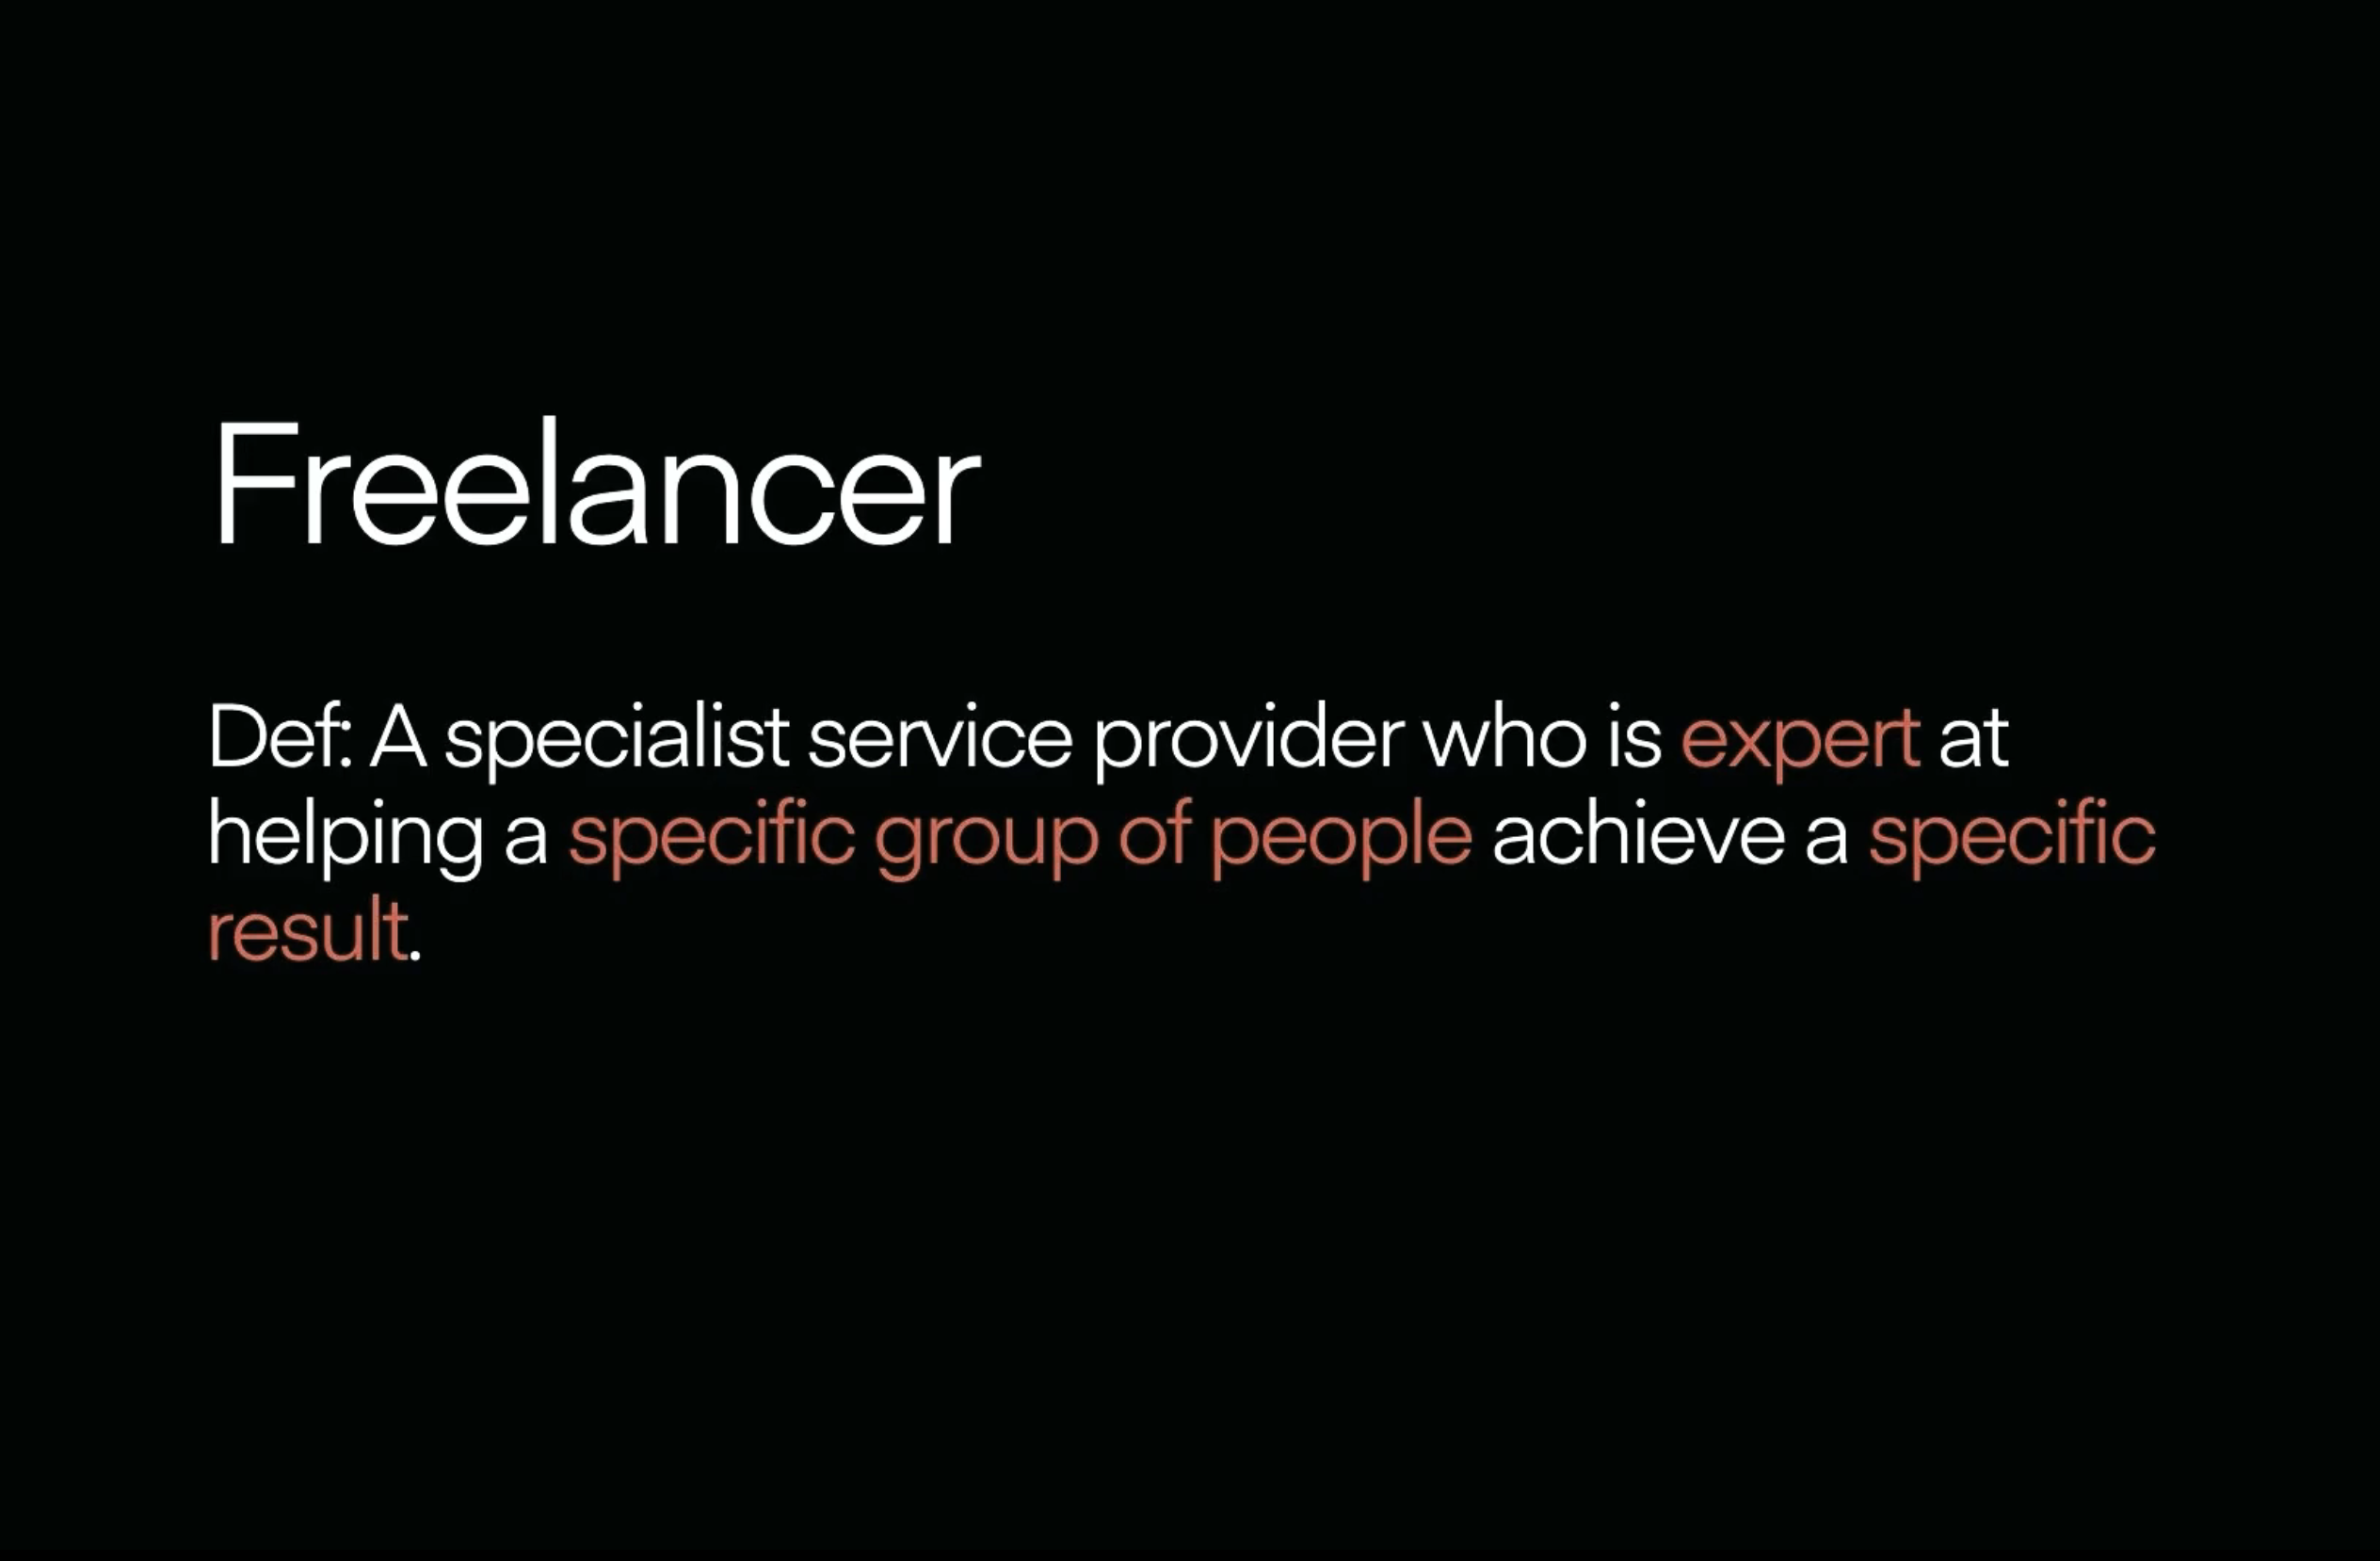 Freelancer
Def: A specialist service provider who is expert at
helping a specific group of people achieve a specific
result.